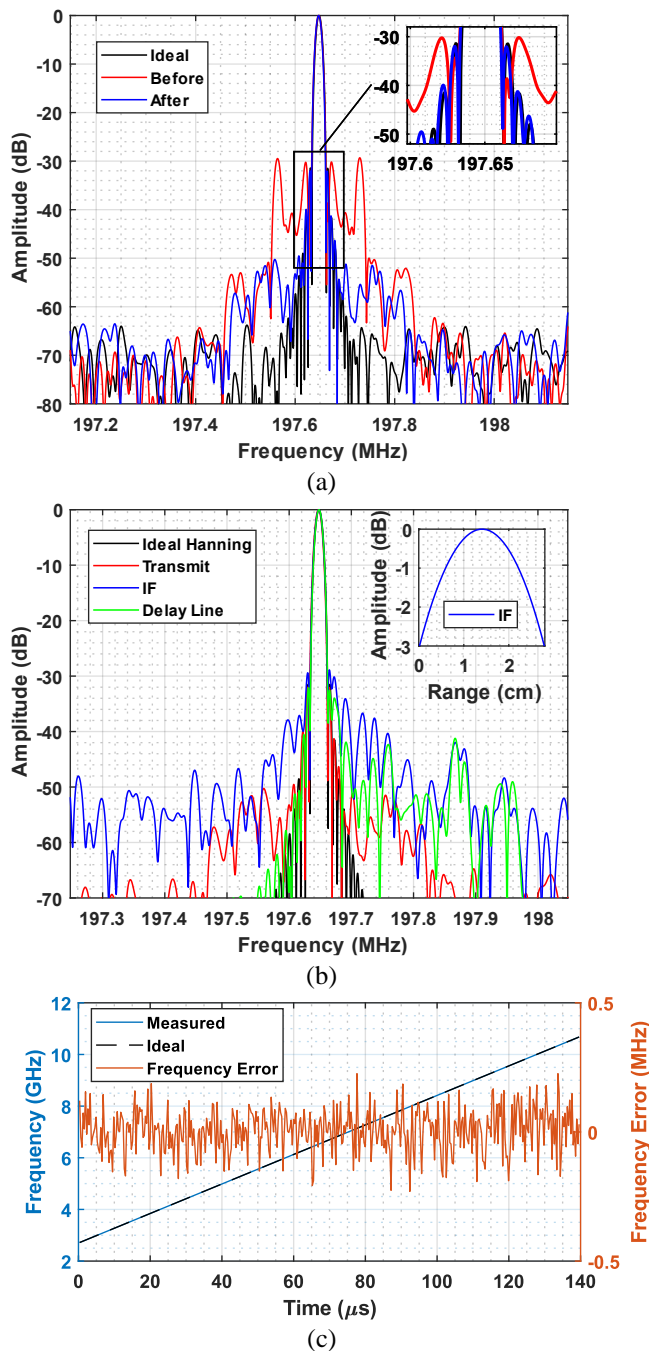 0
-10
-20
-30
-40
-50
-60
-70
-80
Amplitude (dB)
Ideal
Before
After
-30
-40
-50
197.6
197.65
197.2
197.4
197.6
197.8
198
Frequency (MHz)
(a)
0
-10
-20
-30
-40
-50
-60
-70
Amplitude (dB)
Ideal Hanning
Transmit
IF
Delay Line
Amplitude (dB)
0
-1
-2
-3
IF
0
1
2
Range (cm)
197.3
197.4
197.5
197.6
197.7
197.8
197.9
198
Frequency (MHz)
(b)
12
10
8
6
4
2
Frequency (GHz)
Measured
Ideal
Frequency Error
0.5
0
-0.5
Frequency Error (MHz)
0
20
40
60
80
100
120
140
Time (μs)
(c)